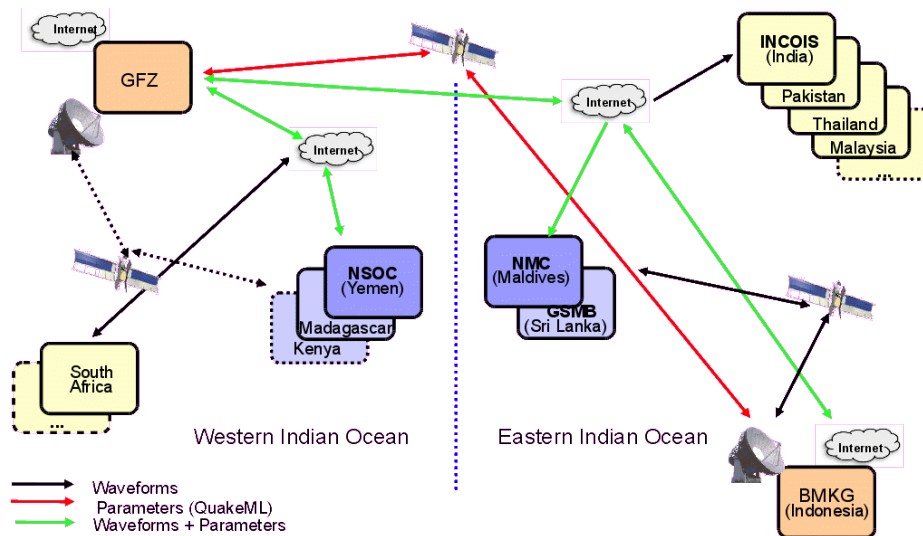 Internet
GFZ
Internet
Internet
INCOIS
(India)
Pakistan
Thailand
Malaysia
...
NSOC
(Yemen)
Madagascar
Kenya
NMC
(Maldives)
GSMB
(Sri Lanka)
South
Africa
...
Western Indian Ocean
Eastern Indian Ocean
Internet
BMKG
(Indonesia)
Waveforms
Parameters (QuakeML)
Waveforms + Parameters